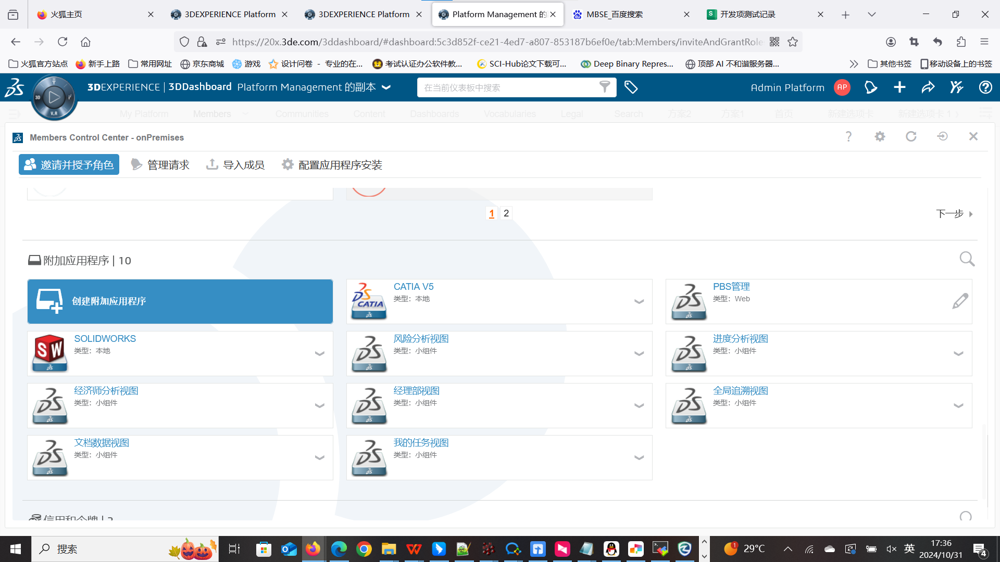 火狐主页
3DEXPERIENCE Platform
3DEXPERIENCE Platform
Platform Management 的
MBSE_百度搜索
开发项测试记录
https://20x.3de.com/3ddashboard/#dashboard:5c3d852f-ce21-4ed7-a807-853187b6ef0e/tab:Members/inviteAndGrantRole
火狐官方站点
新手上路
常用网址
京东商城
游戏
设计问卷 - 专业的在...
考试认证办公软件教...
SCI-Hub论文下载可...
Deep Binary Repres...
顶部 AI 不和谐服务器...
其他书签
移动设备上的书签
3DEXPERIENCE | 3DDashboard Platform Management 的副本
在当前仪表板中搜索
Admin Platform
AP
3D
V.R
My Platform
Members
Communities
Content
Dashboards
Vocabularies
Legal
Search
方案2
方案1
首页
新建选项卡
新建选项卡 1
Members Control Center - onPremises
邀请并授予角色
管理请求
导入成员
配置应用程序安装
1 2
下一步
附加应用程序 | 10
创建附加应用程序
CATIA
CATIA V5
类型：本地
PBS管理
类型：Web
SW
SOLIDWORKS
类型：本地
风险分析视图
类型：小组件
进度分析视图
类型：小组件
经济师分析视图
类型：小组件
经理部视图
类型：小组件
全局追溯视图
类型：小组件
文档数据视图
类型：小组件
我的任务视图
类型：小组件
搜索
1
29°C
英
17:36
2024/10/31
4